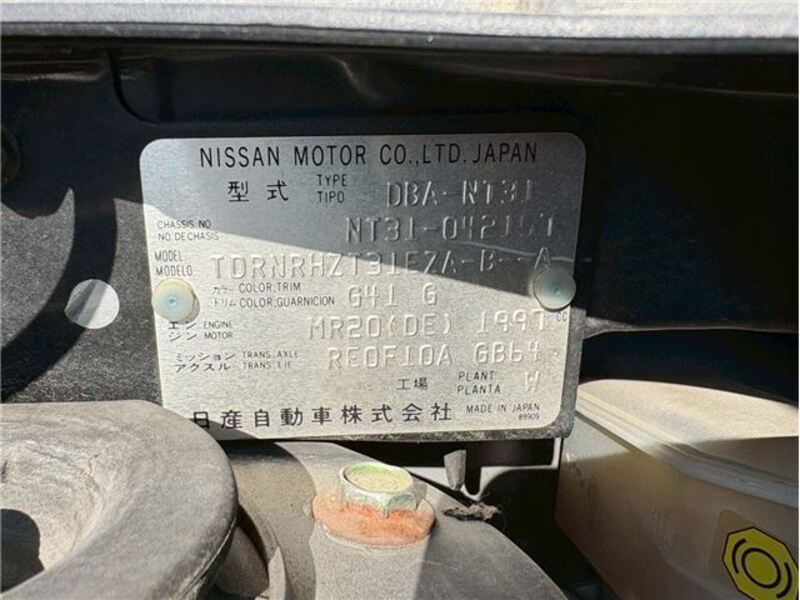 NISSAN MOTOR CO.,LTD. JAPAN
型式 TYPE TIPO DBA-NT31
CHASSIS NO NO.DECHASIS NT31-042157
MODEL MODELO TDRNRHZT31EZA-B--A
カラー COLOR,TRIM トリム COLOR,GUARNICION G41 G
エンジン ENGINE MOTOR MR20(DE) 1997 CC
ミッション アクスル TRANS. AXLE TRANS. EJE RE0F10A GB64
工場 PLANT PLANTA W
日産自動車株式会社 MADE IN JAPAN
89909